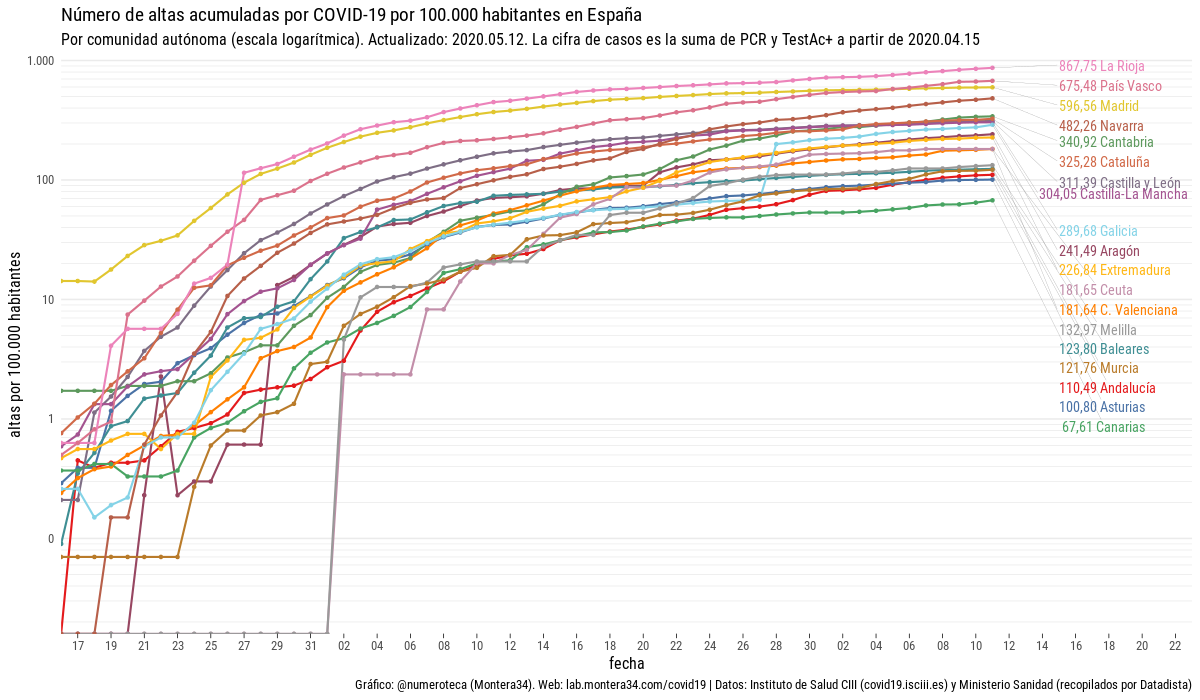 Número de altas acumuladas por COVID-19 por 100.000 habitantes en España
Por comunidad autónoma (escala logarítmica). Actualizado: 2020.05.12. La cifra de casos es la suma de PCR y TestAc+ a partir de 2020.04.15
altas por 100.000 habitantes
1.000
100
10
1
0
867,75 La Rioja
675,48 País Vasco
596,56 Madrid
482,26 Navarra
340,92 Cantabria
325,28 Cataluña
311,39 Castilla y León
304,05 Castilla-La Mancha
289,68 Galicia
241,49 Aragón
226,84 Extremadura
181,65 Ceuta
181,64 C. Valenciana
132,97 Melilla
123,80 Baleares
121,76 Murcia
110,49 Andalucía
100,80 Asturias
67,61 Canarias
17 19 21 23 25 27 29 31 02 04 06 08 10 12 14 16 18 20 22 24 26 28 30 02 04 06 08 10 12 14 16 18 20 22
fecha
Gráfico: @numeroteca (Montera34). Web: lab.montera34.com/covid19 | Datos: Instituto de Salud CIII (covid19.isciii.es) y Ministerio Sanidad (recopilados por Datadista)